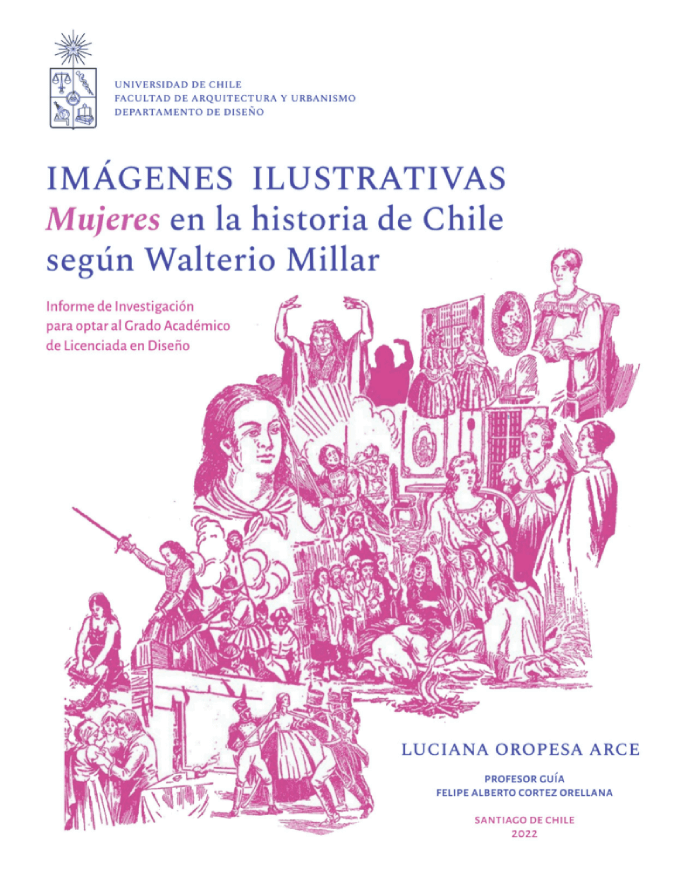 UNIVERSIDAD DE CHILE
FACULTAD DE ARQUITECTURA Y URBANISMO
DEPARTAMENTO DE DISEÑO
IMÁGENES ILUSTRATIVAS
Mujeres en la historia de Chile
según Walterio Millar
Informe de Investigación
para optar al Grado Académico
de Licenciada en Diseño
LUCIANA OROPESA ARCE
PROFESOR GUÍA
FELIPE ALBERTO CORTEZ ORELLANA
SANTIAGO DE CHILE
2022